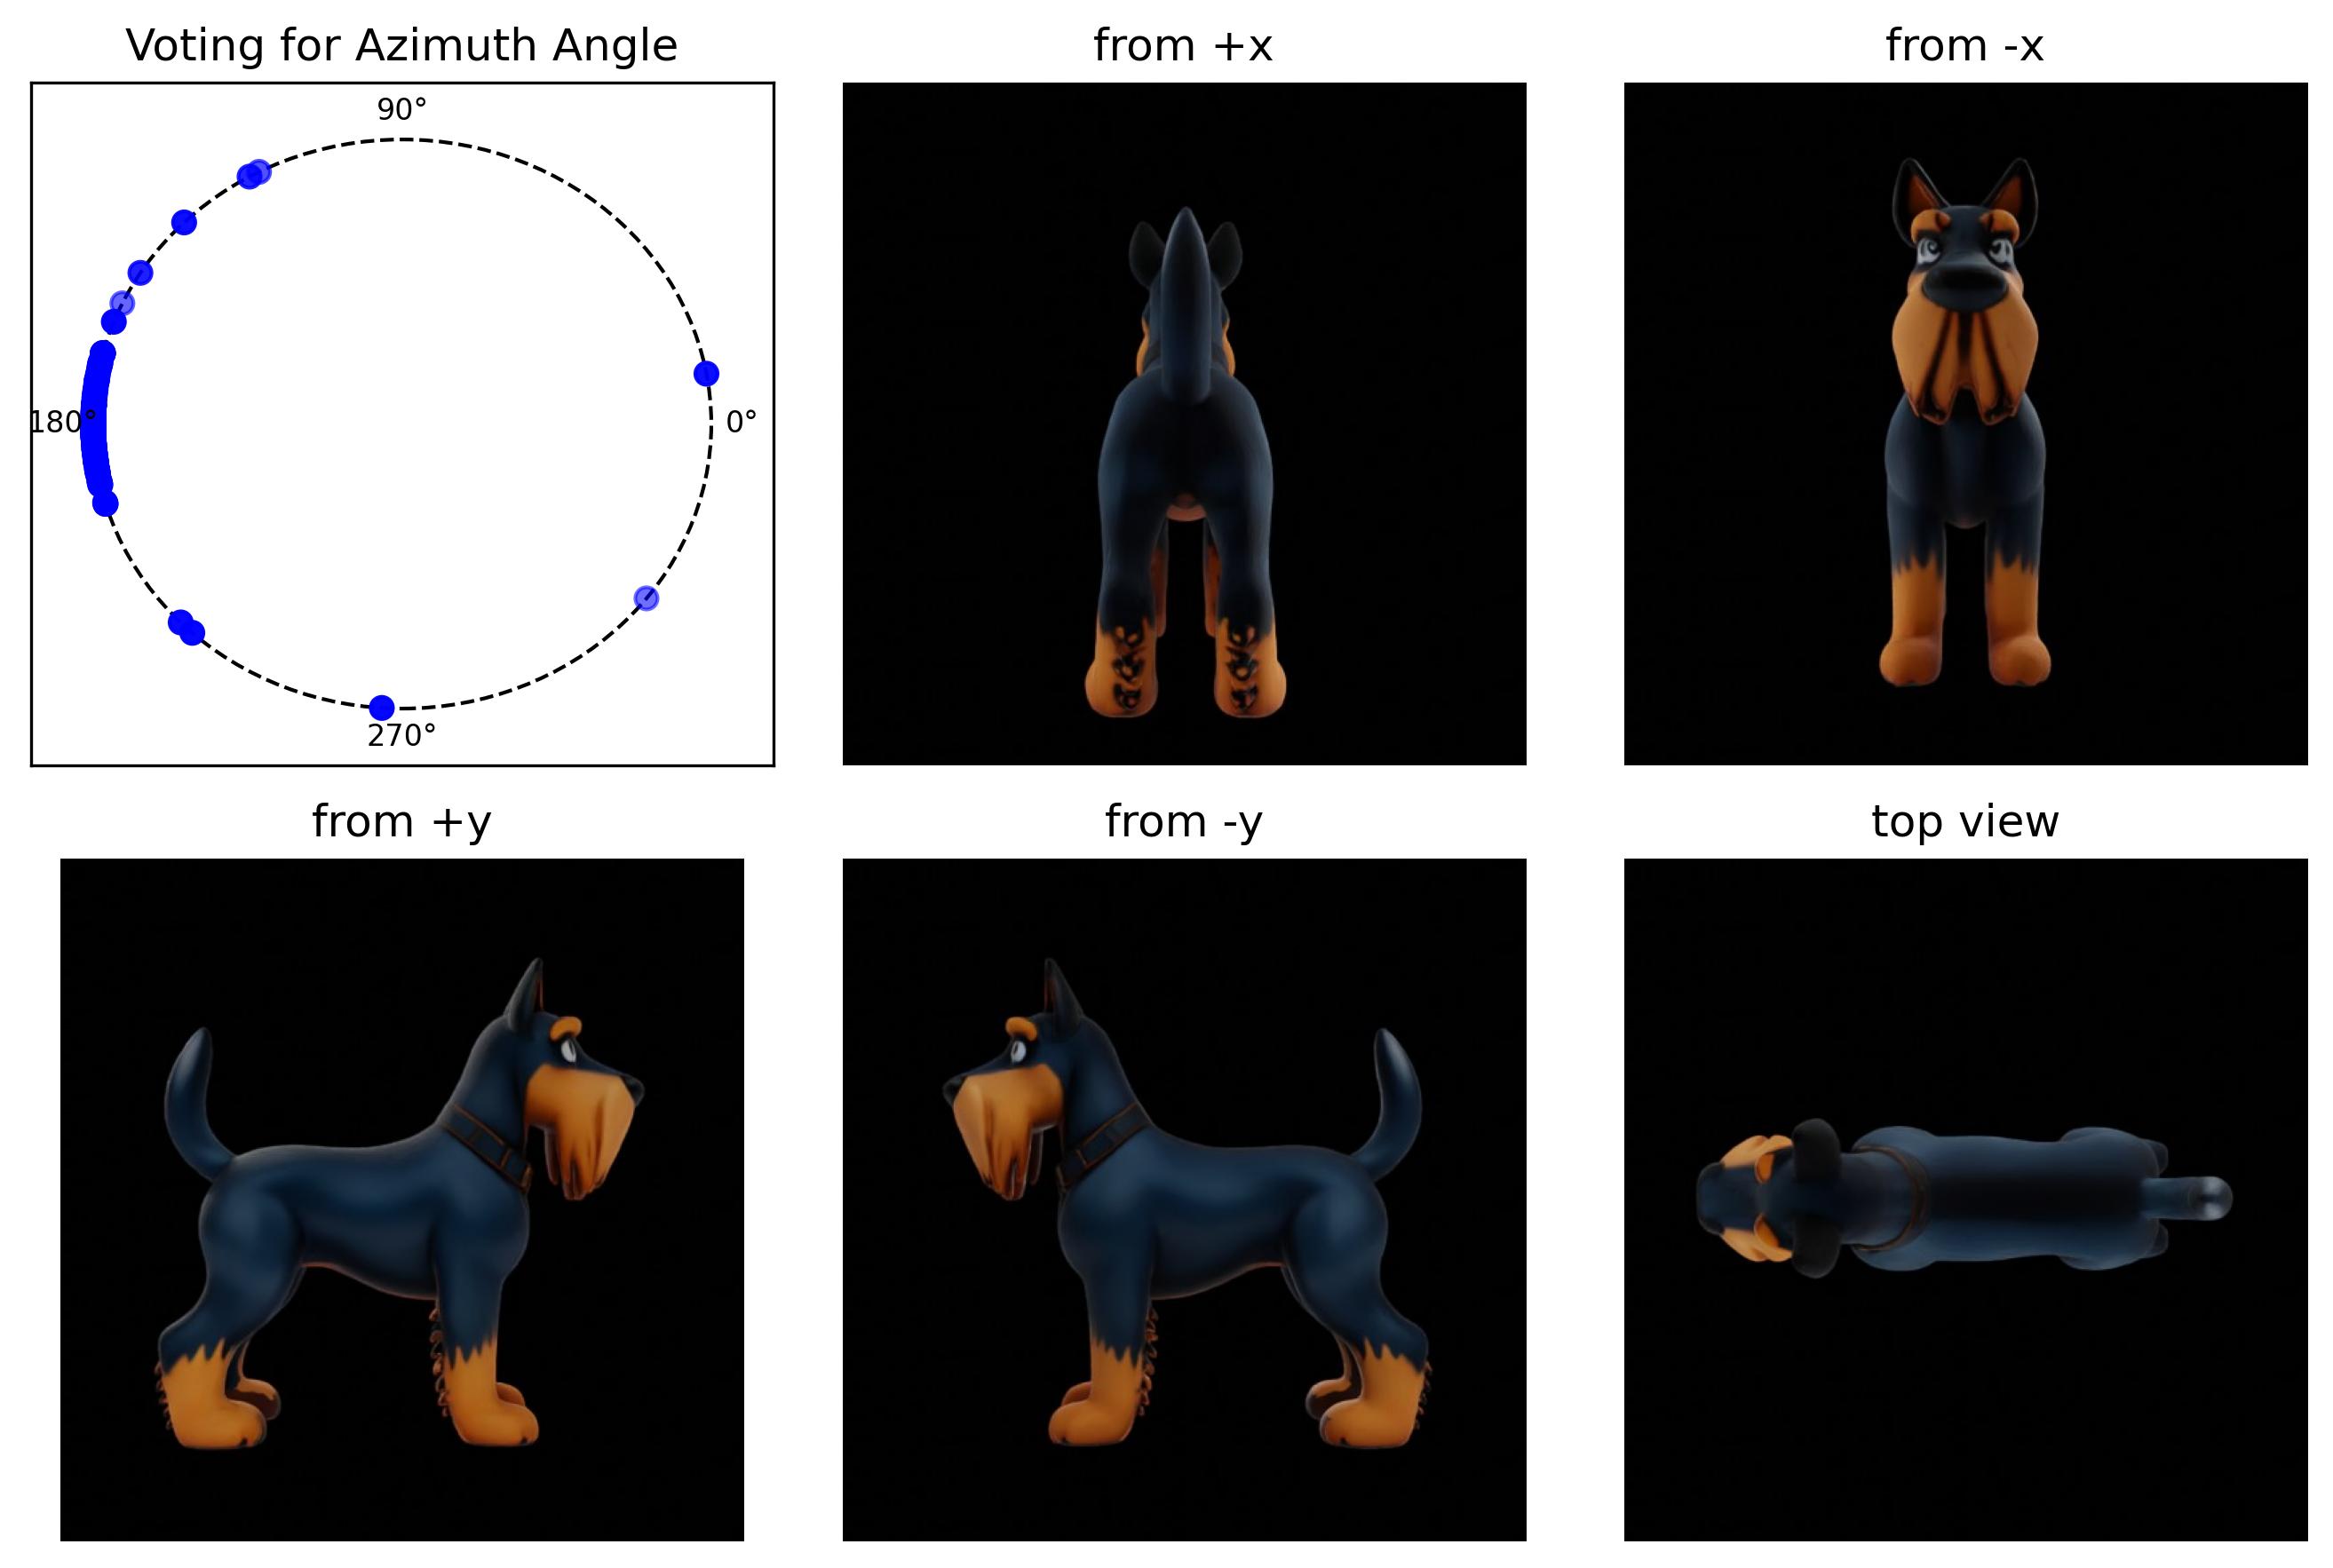 Voting for Azimuth Angle
from +x
from -x
90°
180°
0°
270°
from +y
from -y
top view